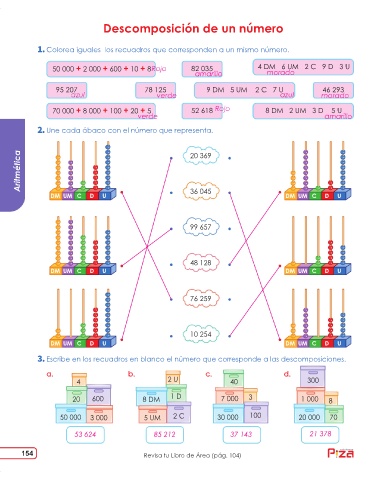 Descomposición de un número
1. Colorea iguales los recuadros que corresponden a un mismo número.
50 000 + 2 000 + 600 + 10 + 8 Rojo
82 035 amarillo
4 DM 6 UM 2 C 9 D 3 U morado
95 207 azul
78 125 verde
9 DM 5 UM 2 C 7 U azul
46 293 morado
70 000 + 8 000 + 100 + 20 + 5 verde
52 618 Rojo
8 DM 2 UM 3 D 5 U amarillo
Aritmética
2. Une cada ábaco con el número que representa.
20 369
DM UM C D U
36 045
DM UM C D U
99 657
DM UM C D U
48 128
DM UM C D U
76 259
DM UM C D U
10 254
DM UM C D U
3. Escribe en los recuadros en blanco el número que corresponde a las descomposiciones.
a.
4
20 600
50 000 3 000
53 624
b.
2 U
8 DM 1 D
5 UM 2 C
85 212
c.
40
7 000 3
30 000 100
37 143
d.
300
1 000 8
20 000 70
21 378
154
Revisa tu Libro de Área (pág. 104)
Piza